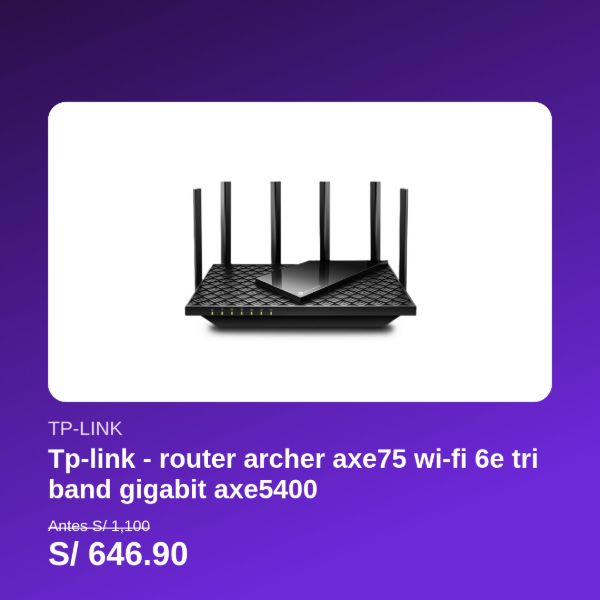 TP-LINK
Tp-link - router archer axe75 wi-fi 6e tri
band gigabit axe5400
Antes S/ 1,100
S/ 646.90